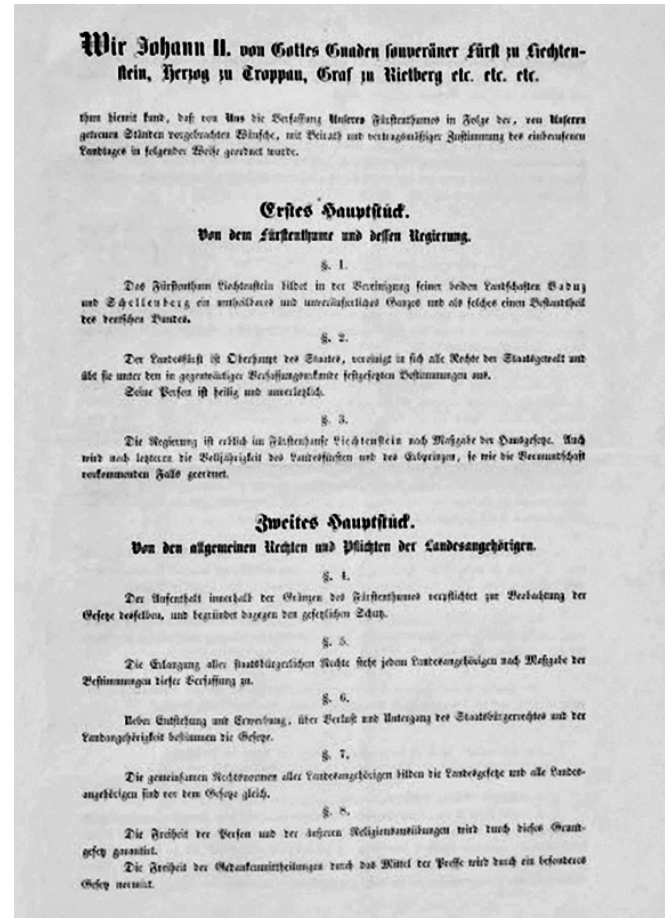 Wir Johann II. von Gottes Gnaden souveräner Fürst zu Liechten-
stein, Herzog zu Troppau, Graf zu Rietberg etc. etc. etc.
thun hiemit kund, daß von Uns die Verfassung Unseres Fürstenthumes in Folge der, von Unseren
getreuen Ständen vorgebrachten Wünsche, mit Beirath und vertragsmäßiger Zustimmung des einberufenen
Landtages in folgender Weise geordnet wurde.
Erstes Hauptstück.
Von dem Fürstenthume und dessen Regierung.
§. 1.
Das Fürstenthum Liechtenstein bildet in der Vereinigung seiner beiden Landschaften Vaduz
und Schellenberg ein untheilbares und unveräußerliches Ganzes und als solches einen Bestandtheil
des deutschen Bundes.
§. 2.
Der Landesfürst ist Oberhaupt des Staates, vereinigt in sich alle Rechte der Staatsgewalt und
übt sie unter den in gegenwärtiger Verfassungsurkunde festgesetzten Bestimmungen aus.
Seine Person ist heilig und unverletzlich.
§. 3.
Die Regierung ist erblich im Fürstenhause Liechtenstein nach Maßgabe der Hausgesetze. Auch
wird nach letzteren die Volljährigkeit des Landesfürsten und des Erbprinzen, so wie die Vormundschaft
vorkommenden Falls geordnet.
Zweites Hauptstück.
Von den allgemeinen Rechten und Pflichten der Landesangehörigen.
§. 4.
Der Aufenthalt innerhalb der Gränzen des Fürstenthumes verpflichtet zur Beobachtung der
Gesetze desselben, und begründet dagegen den gesetzlichen Schutz.
§. 5.
Die Erlangung aller staatsbürgerlichen Rechte steht jedem Landesangehörigen nach Maßgabe der
Bestimmungen dieser Verfassung zu.
§. 6.
Ueber Entstehung und Erwerbung, über Verlust und Untergang des Staatsbürgerrechtes und der
Landangehörigkeit bestimmen die Gesetze.
§. 7.
Die gemeinsamen Rechtsnormen aller Landesangehörigen bilden die Landesgesetze und alle Landes-
angehörigen sind vor dem Gesetze gleich.
§. 8.
Die Freiheit der Person und der äußeren Religionsausübungen wird durch dieses Grund-
gesetz garantirt.
Die Freiheit der Gedankenmittheilungen durch das Mittel der Presse wird durch ein besonderes
Gesetz normirt.